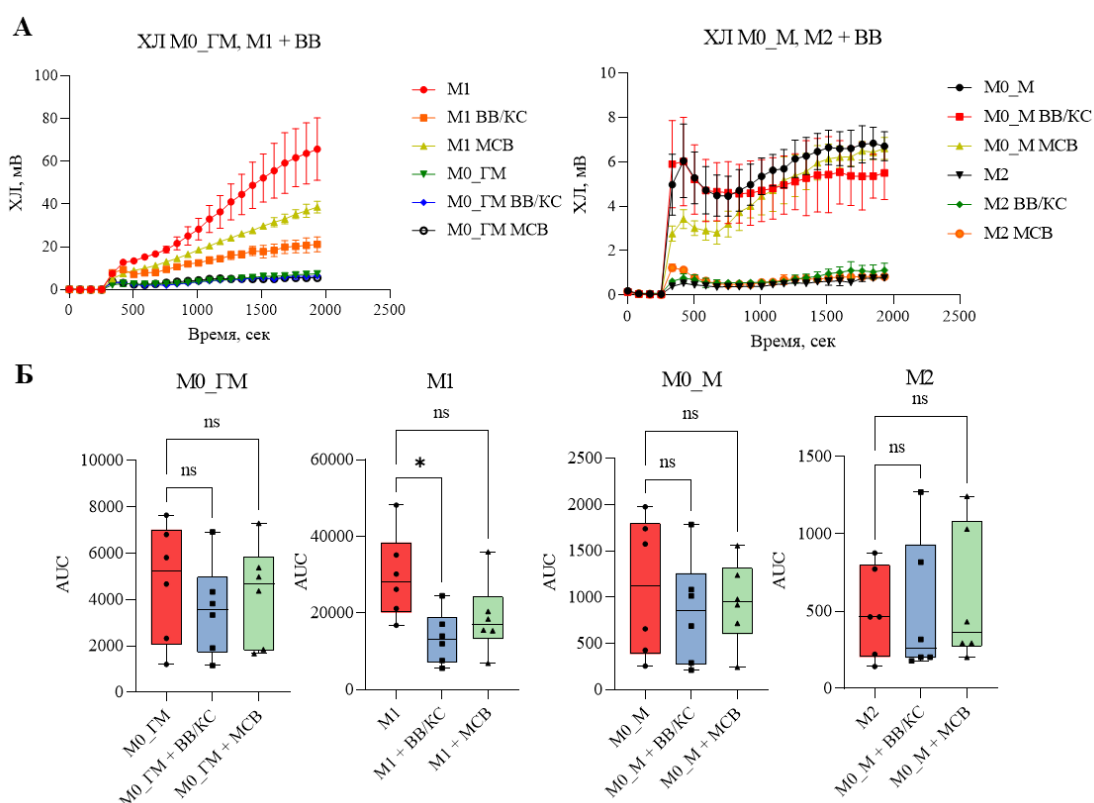 А
ХЛ М0_ГМ, М1 + ВВ
ХЛ, мВ
100
80
60
40
20
0
0
500
1000
1500
2000
2500
Время, сек
М1
М1 ВВ/КС
М1 МСВ
М0_ГМ
М0_ГМ ВВ/КС
М0_ГМ МСВ
ХЛ М0_М, М2 + ВВ
ХЛ, мВ
10
8
6
4
2
0
0
500
1000
1500
2000
2500
Время, сек
М0_М
М0_М ВВ/КС
М0_М МСВ
М2
М2 ВВ/КС
М2 МСВ
Б
М0_ГМ
ns
ns
AUC
10000
8000
6000
4000
2000
0
М0_ГМ
М0_ГМ + ВВ/КС
М0_ГМ + МСВ
М1
ns
*
AUC
60000
40000
20000
0
М1
М1 + ВВ/КС
М1 + МСВ
М0_М
ns
ns
AUC
2500
2000
1500
1000
500
0
М0_М
М0_М + ВВ/КС
М0_М + МСВ
М2
ns
ns
AUC
1500
1000
500
0
М2
М0_М + ВВ/КС
М0_М + МСВ